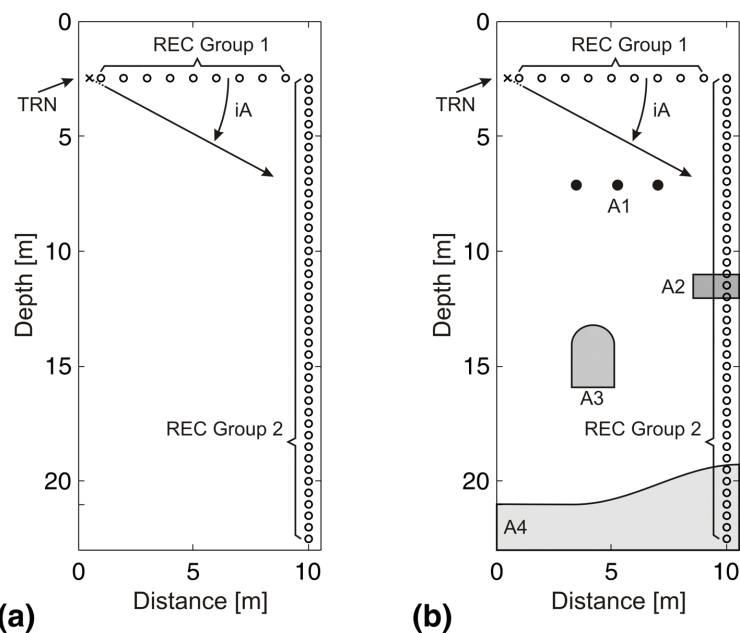 0
5
10
15
20
Depth [m]
REC Group 1
TRN
iA
REC Group 2
0
5
10
Distance [m]
(a)
0
5
10
15
20
Depth [m]
REC Group 1
TRN
iA
A1
A2
A3
REC Group 2
A4
0
5
10
Distance [m]
(b)